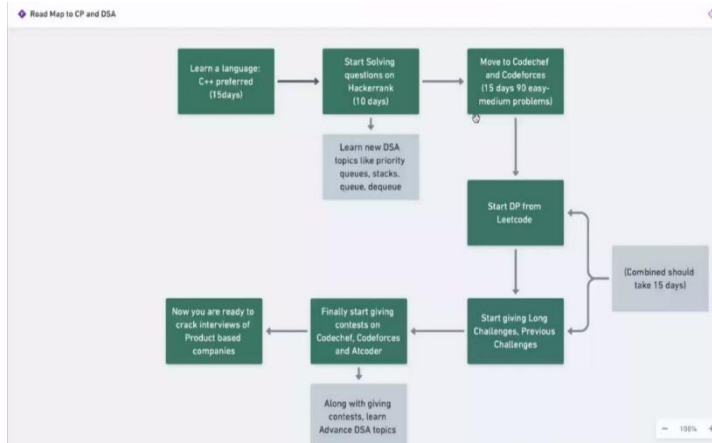 Road Map to CP and DSA
Learn a language:
C++ preferred
(15days)
Start Solving
questions on
Hackerrank
(10 days)
Move to Codechef
and Codeforces
(15 days 90 easy-
medium problems)
Learn new DSA
topics like priority
queues, stacks,
queue, dequeue
Start DP from
Leetcode
(Combined should
take 15 days)
Start giving Long
Challenges, Previous
Challenges
Finally start giving
contests on
Codechef, Codeforces
and Atcoder
Now you are ready to
crack interviews of
Product based
companies
Along with giving
contests, learn
Advance DSA topics
100%